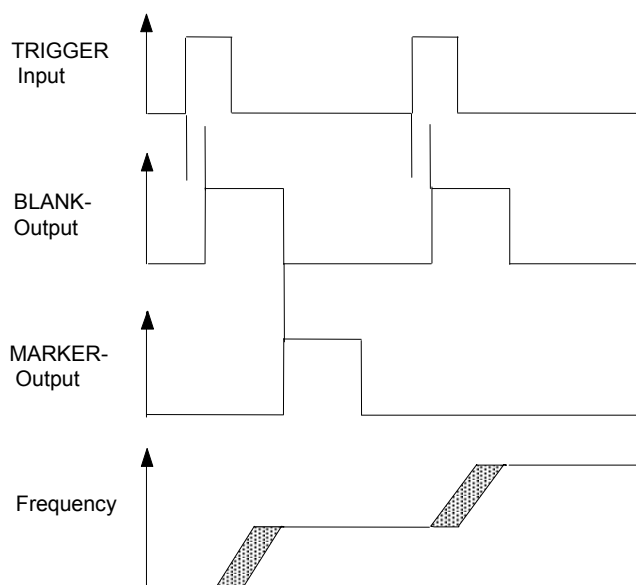 TRIGGER
Input
BLANK-
Output
MARKER-
Output
Frequency